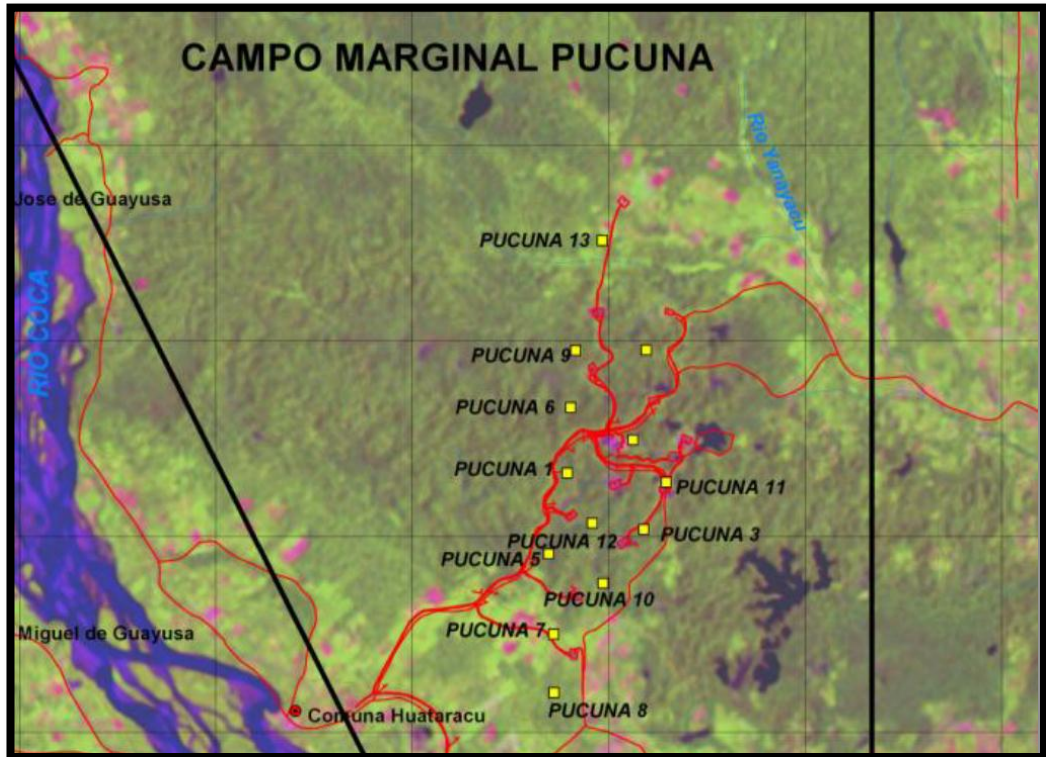 CAMPO MARGINAL PUCUNA
Rio Yanayacu
Jose de Guayusa
PUCUNA 13
RIO COCA
PUCUNA 9
PUCUNA 6
PUCUNA 1
PUCUNA 11
PUCUNA 3
PUCUNA 12
PUCUNA 5
PUCUNA 10
PUCUNA 7
Miguel de Guayusa
PUCUNA 8
Comuna Huataracu